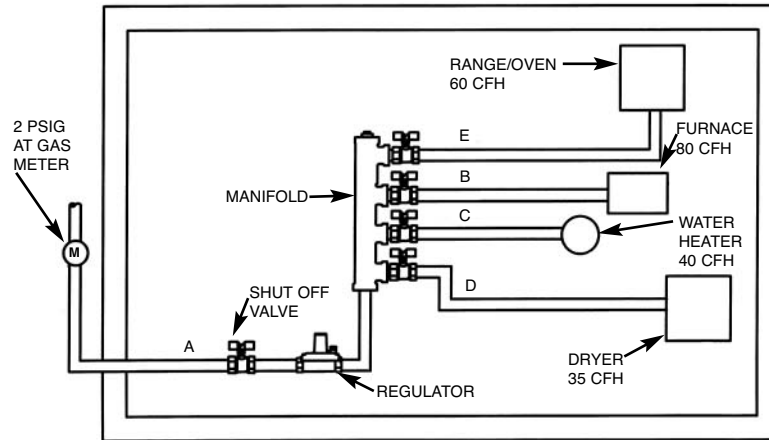 RANGE/OVEN
60 CFH
2 PSIG
AT GAS
METER
E
FURNACE
80 CFH
B
MANIFOLD
C
WATER
HEATER
40 CFH
M
D
SHUT OFF
VALVE
A
DRYER
35 CFH
REGULATOR